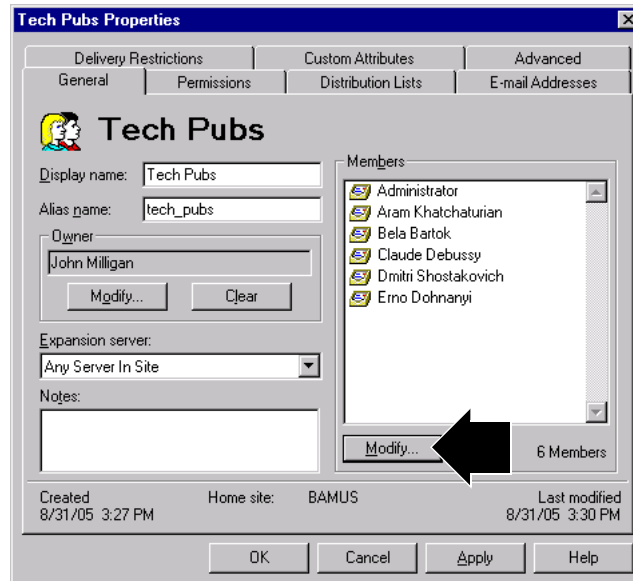 Tech Pubs Properties
Delivery Restrictions Custom Attributes Advanced
General Permissions Distribution Lists E-mail Addresses
Tech Pubs
Display name: Tech Pubs
Alias name: tech_pubs
Owner
John Milligan
Modify... Clear
Expansion server:
Any Server In Site
Notes:
Members
Administrator
Aram Khatchaturian
Bela Bartok
Claude Debussy
Dmitri Shostakovich
Erno Dohnanyi
Modify... 6 Members
Created Home site: BAMUS Last modified
8/31/05 3:27 PM 8/31/05 3:30 PM
OK Cancel Apply Help